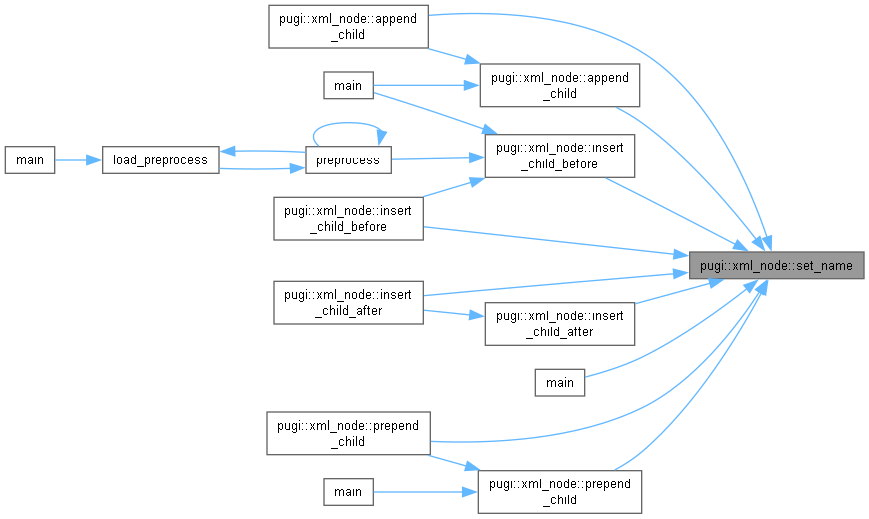 pugi::xml_node::append
_child
pugi::xml_node::append
_child
main
pugi::xml_node::insert
_child_before
main
load_preprocess
preprocess
pugi::xml_node::insert
_child_before
pugi::xml_node::set_name
pugi::xml_node::insert
_child_after
pugi::xml_node::insert
_child_after
main
pugi::xml_node::prepend
_child
pugi::xml_node::prepend
_child
main